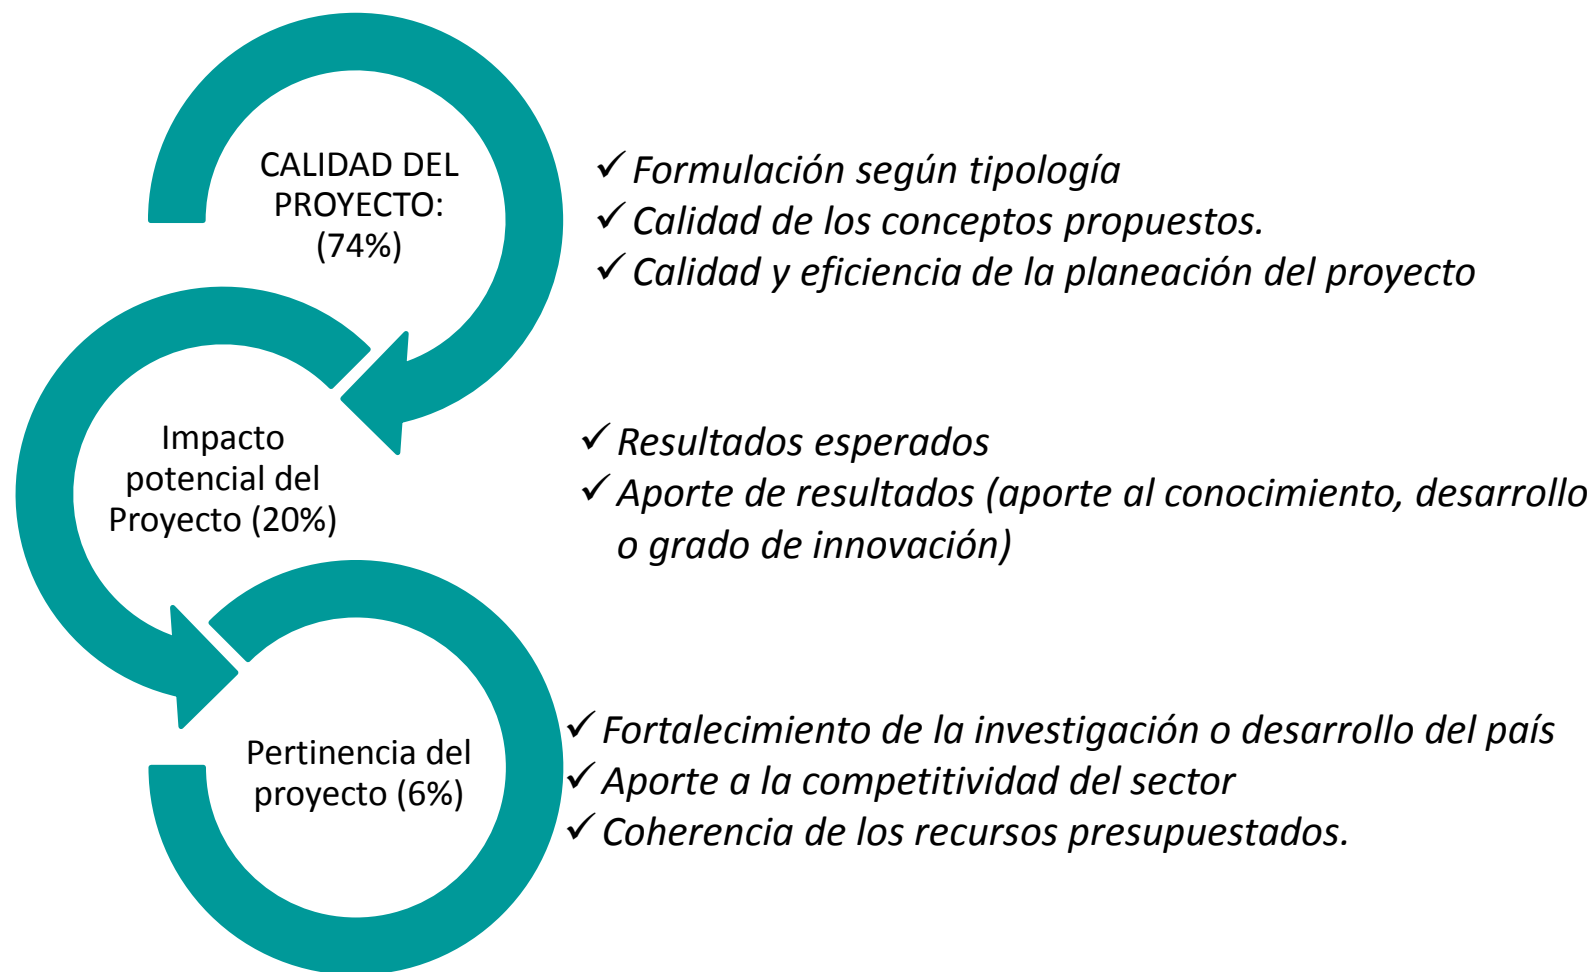 CALIDAD DEL
PROYECTO:
(74%)
✓ Formulación según tipología
✓ Calidad de los conceptos propuestos.
✓ Calidad y eficiencia de la planeación del proyecto
Impacto
potencial del
Proyecto (20%)
✓ Resultados esperados
✓ Aporte de resultados (aporte al conocimiento, desarrollo
o grado de innovación)
Pertinencia del
proyecto (6%)
✓ Fortalecimiento de la investigación o desarrollo del país
✓ Aporte a la competitividad del sector
✓ Coherencia de los recursos presupuestados.